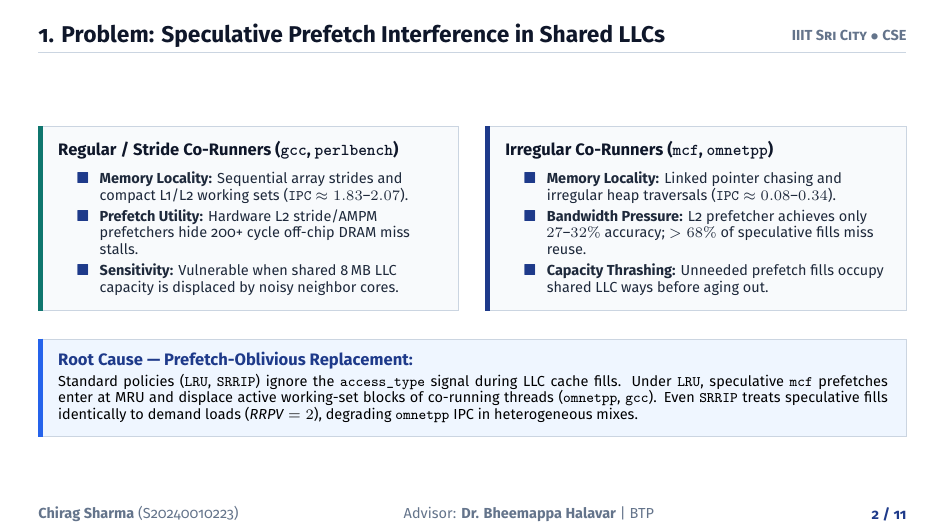 1. Problem: Speculative Prefetch Interference in Shared LLCs
IIIT Sri City • CSE
Regular / Stride Co-Runners (gcc, perlbench)
■ Memory Locality: Sequential array strides and
compact L1/L2 working sets (IPC ≈ 1.83–2.07).
■ Prefetch Utility: Hardware L2 stride/AMPM
prefetchers hide 200+ cycle off-chip DRAM miss
stalls.
■ Sensitivity: Vulnerable when shared 8 MB LLC
capacity is displaced by noisy neighbor cores.
Irregular Co-Runners (mcf, omnetpp)
■ Memory Locality: Linked pointer chasing and
irregular heap traversals (IPC ≈ 0.08–0.34).
■ Bandwidth Pressure: L2 prefetcher achieves only
27–32% accuracy; > 68% of speculative fills miss
reuse.
■ Capacity Thrashing: Unneeded prefetch fills occupy
shared LLC ways before aging out.
Root Cause — Prefetch-Oblivious Replacement:
Standard policies (LRU, SRRIP) ignore the access_type signal during LLC cache fills. Under LRU, speculative mcf prefetches
enter at MRU and displace active working-set blocks of co-running threads (omnetpp, gcc). Even SRRIP treats speculative fills
identically to demand loads (RRPV = 2), degrading omnetpp IPC in heterogeneous mixes.
Chirag Sharma (S20240010223)
Advisor: Dr. Bheemappa Halavar | BTP
2 / 11